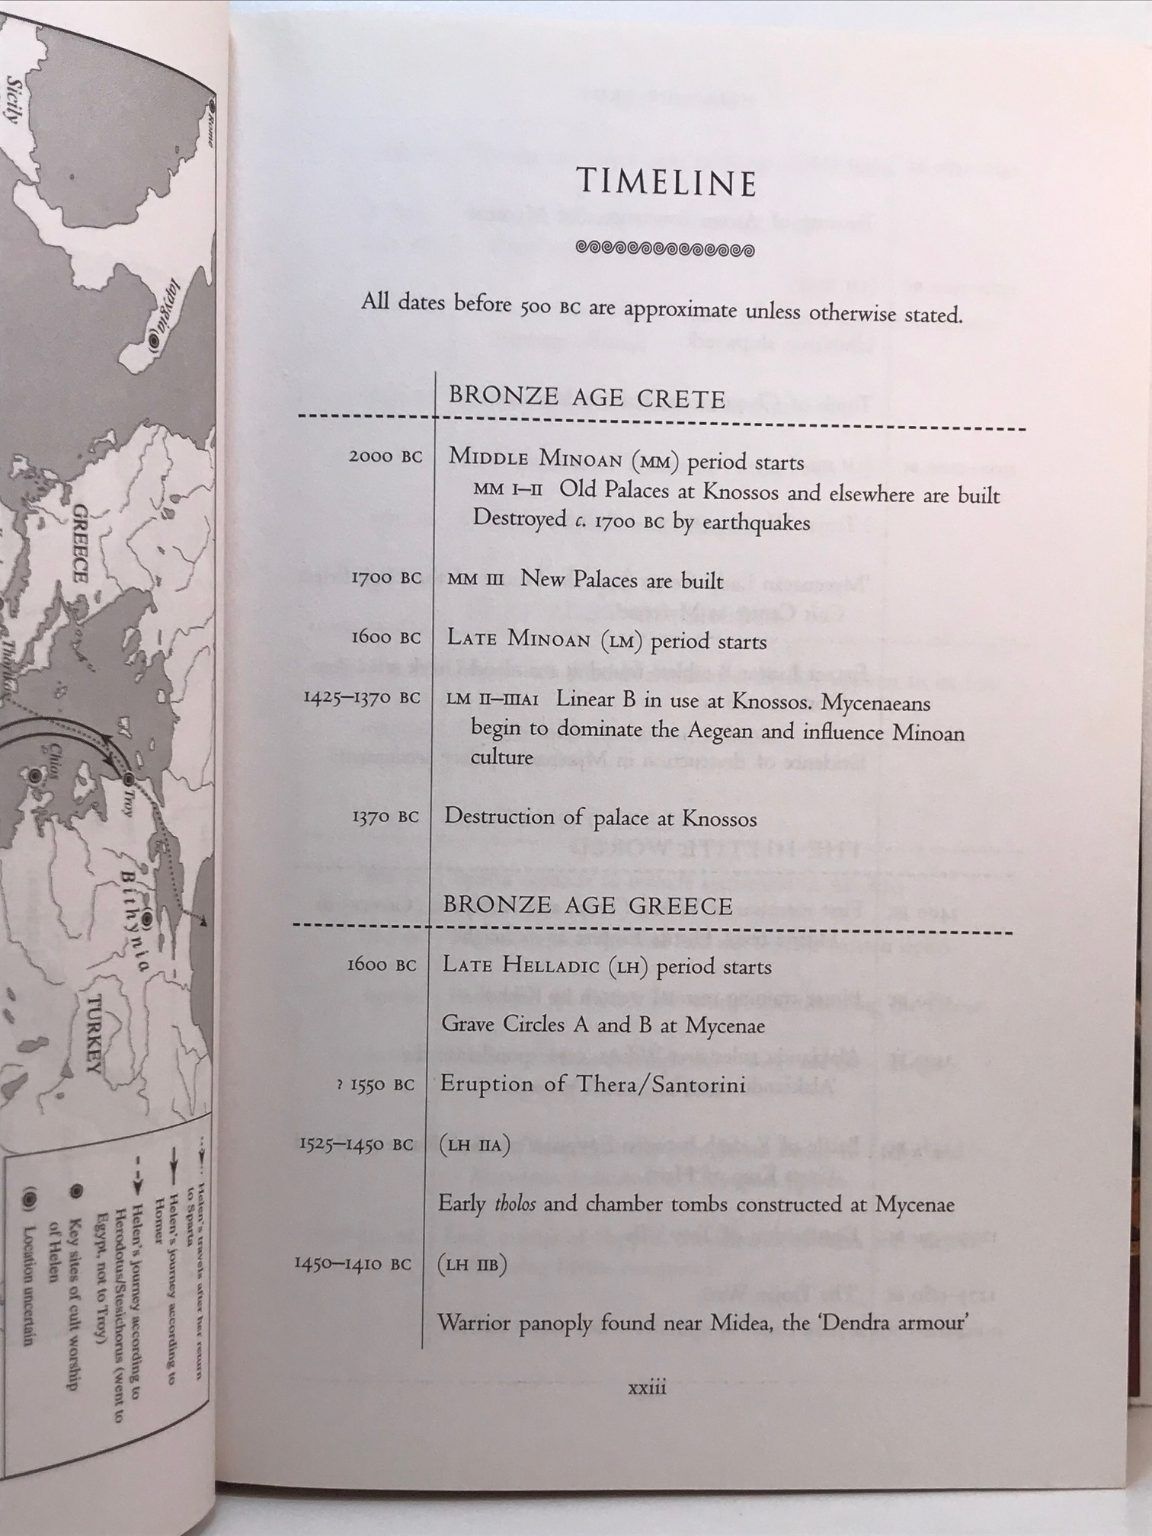 Sicily
Rome
Iapygia
GREECE
Sparta
Therapne
Chios
Troy
Bithynia
TURKEY
Helen's travels after her return
to Sparta
Helen's journey according to
Homer
Helen's journey according to
Herodotus/Stesichorus (went to
Egypt, not to Troy)
Key sites of cult worship
of Helen
Location uncertain
TIMELINE
All dates before 500 BC are approximate unless otherwise stated.
BRONZE AGE CRETE
2000 BC MIDDLE MINOAN (MM) period starts
MM I–II Old Palaces at Knossos and elsewhere are built
Destroyed c. 1700 BC by earthquakes
1700 BC MM III New Palaces are built
1600 BC LATE MINOAN (LM) period starts
1425–1370 BC LM II–IIIAI Linear B in use at Knossos. Mycenaeans
begin to dominate the Aegean and influence Minoan
culture
1370 BC Destruction of palace at Knossos
BRONZE AGE GREECE
1600 BC LATE HELLADIC (LH) period starts
Grave Circles A and B at Mycenae
? 1550 BC Eruption of Thera/Santorini
1525–1450 BC (LH IIA)
Early tholos and chamber tombs constructed at Mycenae
1450–1410 BC (LH IIB)
Warrior panoply found near Midea, the 'Dendra armour'
xxiii